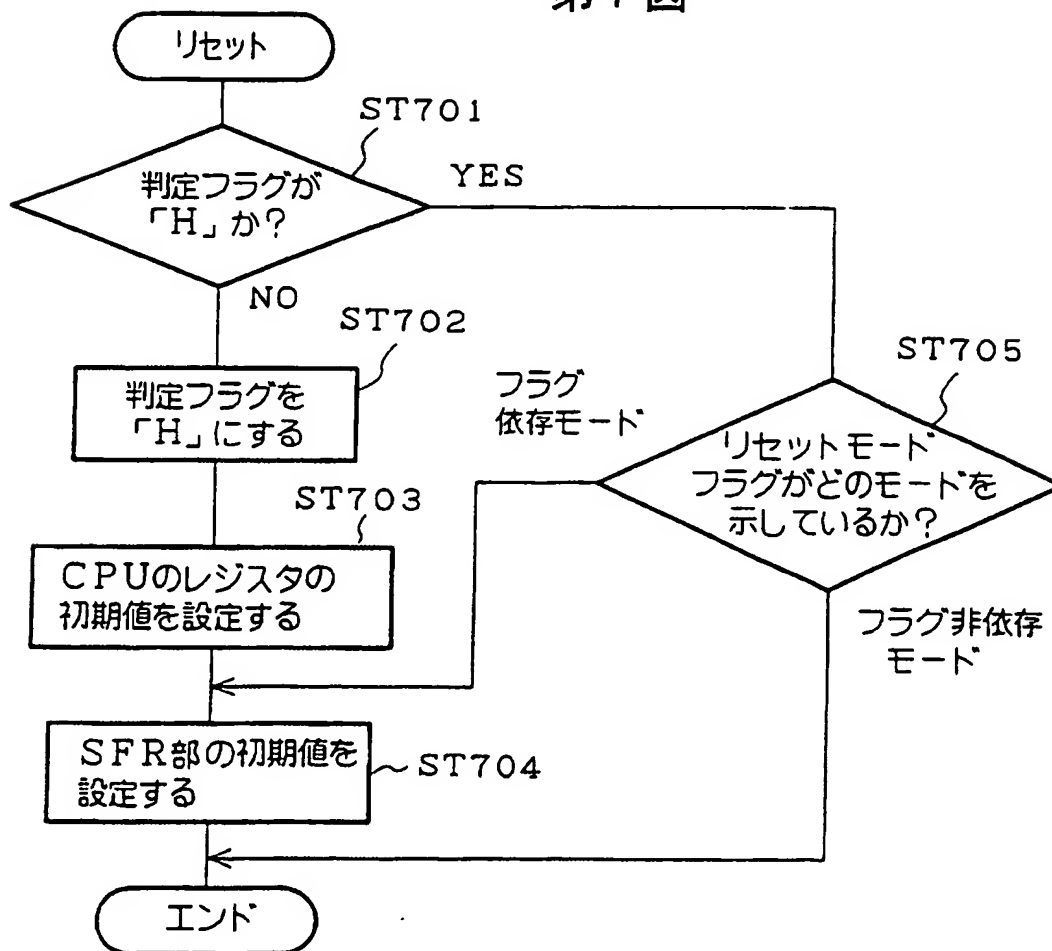 第7図
リセット
ST701
判定フラグが
「H」か?
YES
NO
ST702
判定フラグを
「H」にする
ST703
CPUのレジスタの
初期値を設定する
SFR部の初期値を
設定する
ST704
エンド
フラグ
依存モード
ST705
リセットモード
フラグがどのモードを
示しているか?
フラグ非依存
モード